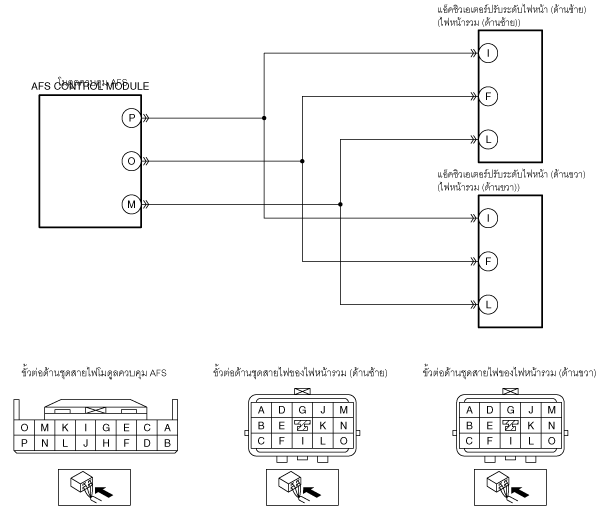 แอ็คชิวเอเตอร์ปรับระดับไฟหน้า (ด้านซ้าย)
(ไฟหน้ารวม (ด้านซ้าย))
โมดูลควบคุม AFS
AFS CONTROL MODULE
P
O
M
I
F
L
แอ็คชิวเอเตอร์ปรับระดับไฟหน้า (ด้านขวา)
(ไฟหน้ารวม (ด้านขวา))
I
F
L
ขั้วต่อด้านชุดสายไฟโมดูลควบคุม AFS
O M K I G E C A
P N L J H F D B
ขั้วต่อด้านชุดสายไฟของไฟหน้ารวม (ด้านซ้าย)
A D G J M
B E K N
C F I L O
ขั้วต่อด้านชุดสายไฟของไฟหน้ารวม (ด้านขวา)
A D G J M
B E K N
C F I L O